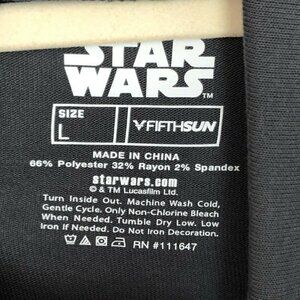 STAR
WARS™
SIZE
L
FIFTHSUN
MADE IN CHINA
66% Polyester 32% Rayon 2% Spandex
starwars.com
© & TM Lucasfilm Ltd.
Turn Inside Out. Machine Wash Cold,
Gentle Cycle. Only Non-Chlorine Bleach
When Needed. Tumble Dry Low. Low
Iron If Needed. Do Not Iron Decoration.
RN #111647